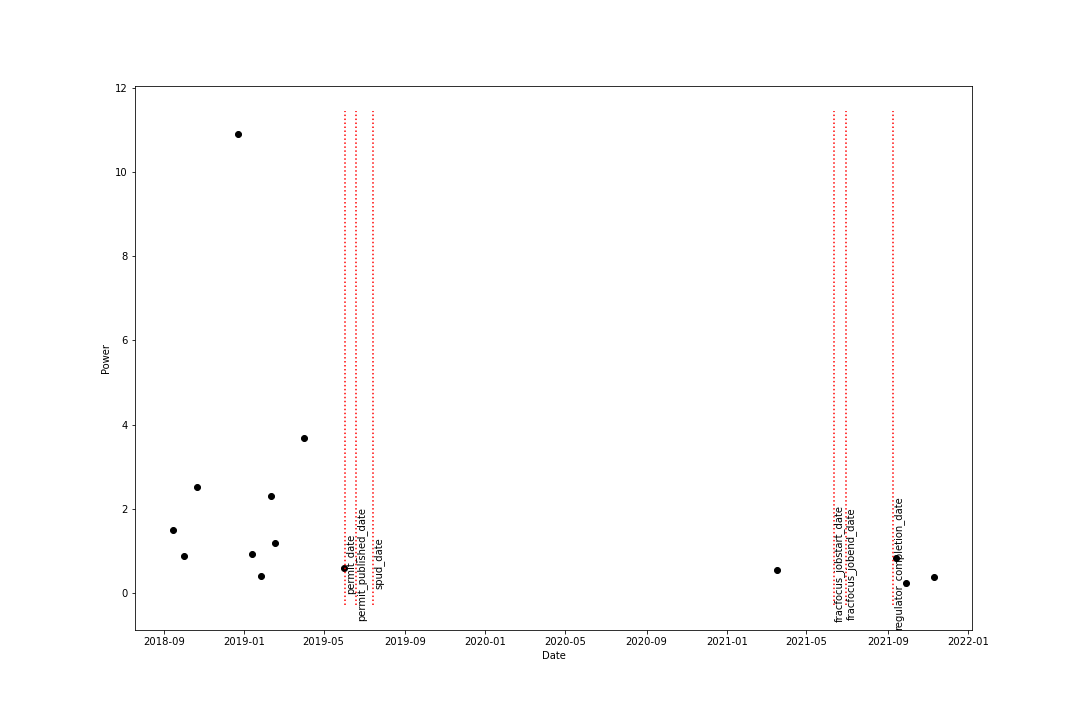 12
10
8
6
4
2
0
Power
permit_date
permit_published_date
spud_date
fracfocus_jobstart_date
fracfocus_jobend_date
regulator_completion_date
2018-09
2019-01
2019-05
2019-09
2020-01
2020-05
2020-09
2021-01
2021-05
2021-09
2022-01
Date